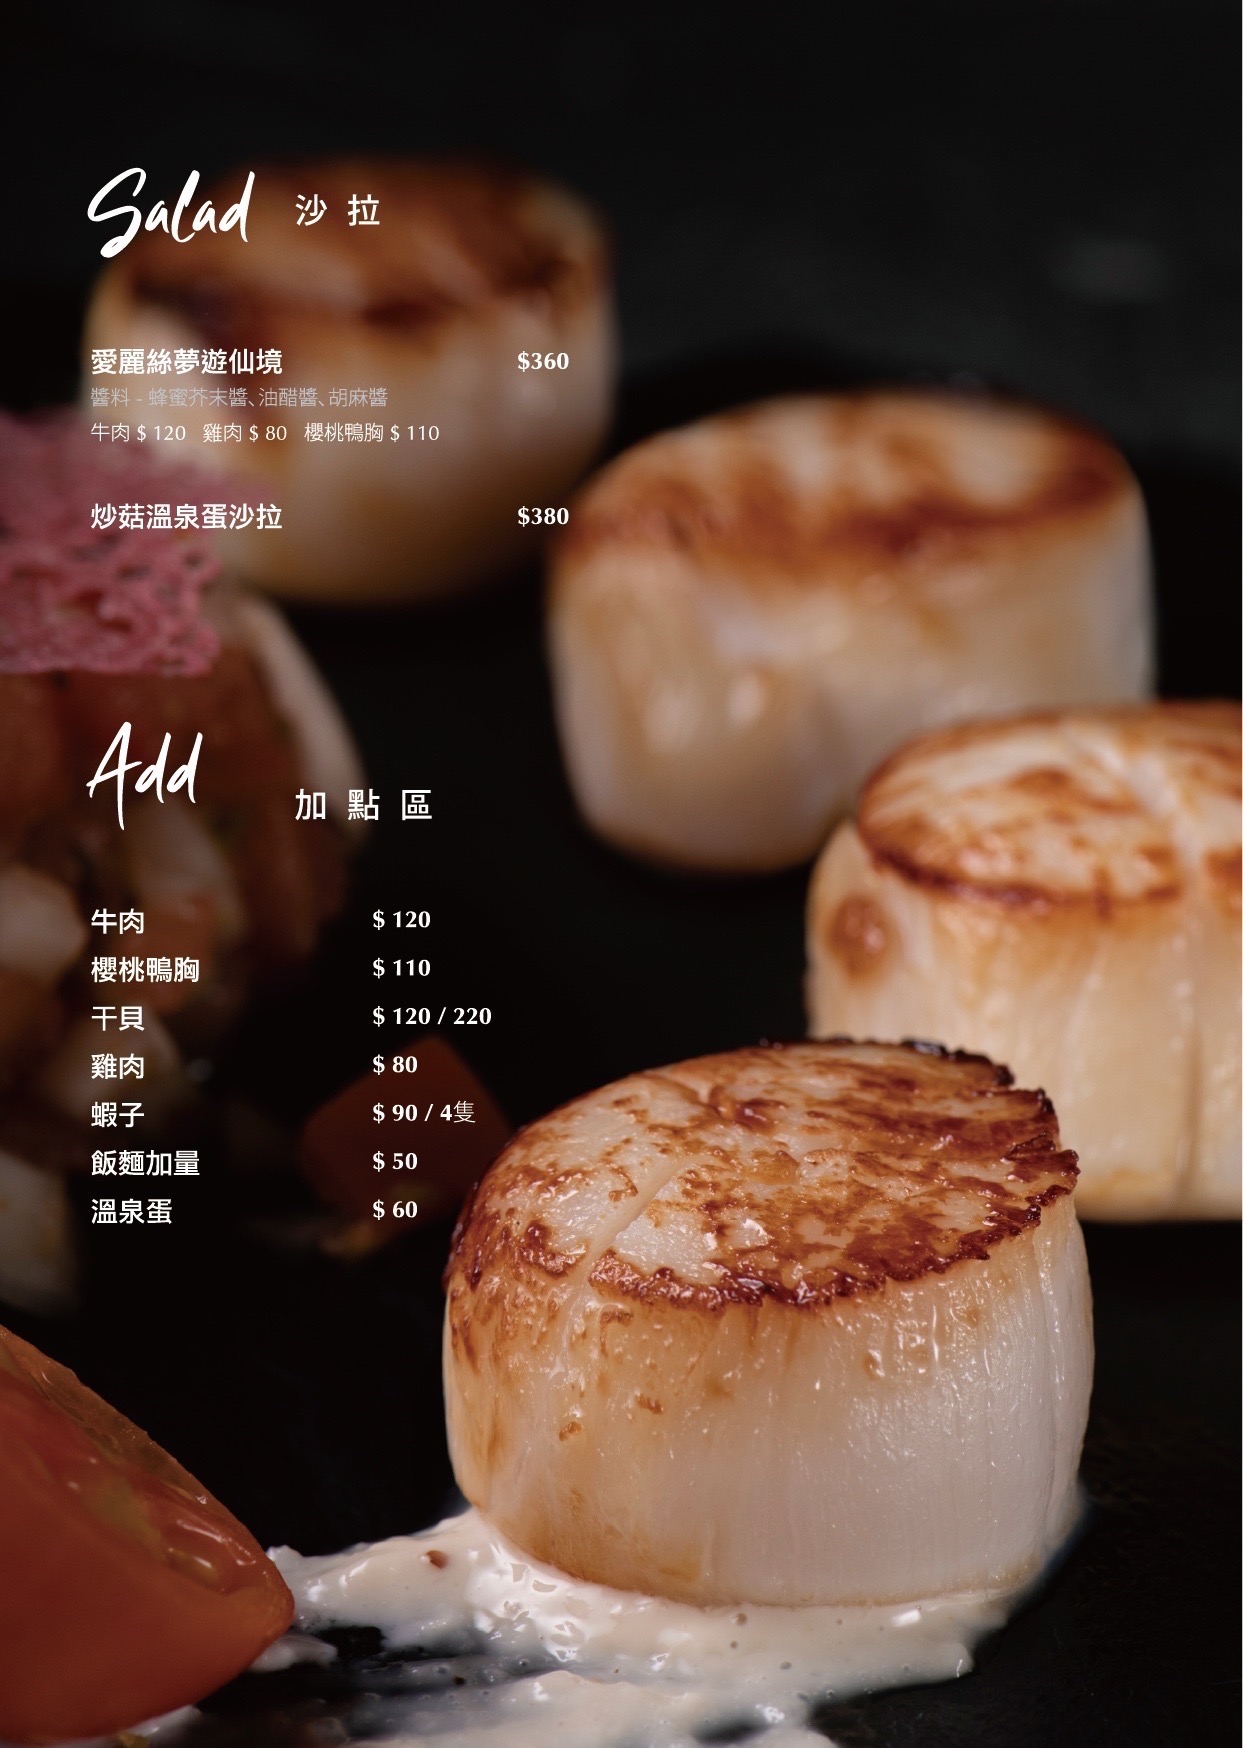 Salad 沙拉
愛麗絲夢遊仙境 $360
醬料 - 蜂蜜芥末醬、油醋醬、胡麻醬
牛肉 $ 120 雞肉 $ 80 櫻桃鴨胸 $ 110
炒菇溫泉蛋沙拉 $380
Add 加點區
牛肉 $ 120
櫻桃鴨胸 $ 110
干貝 $ 120 / 220
雞肉 $ 80
蝦子 $ 90 / 4隻
飯麵加量 $ 50
溫泉蛋 $ 60